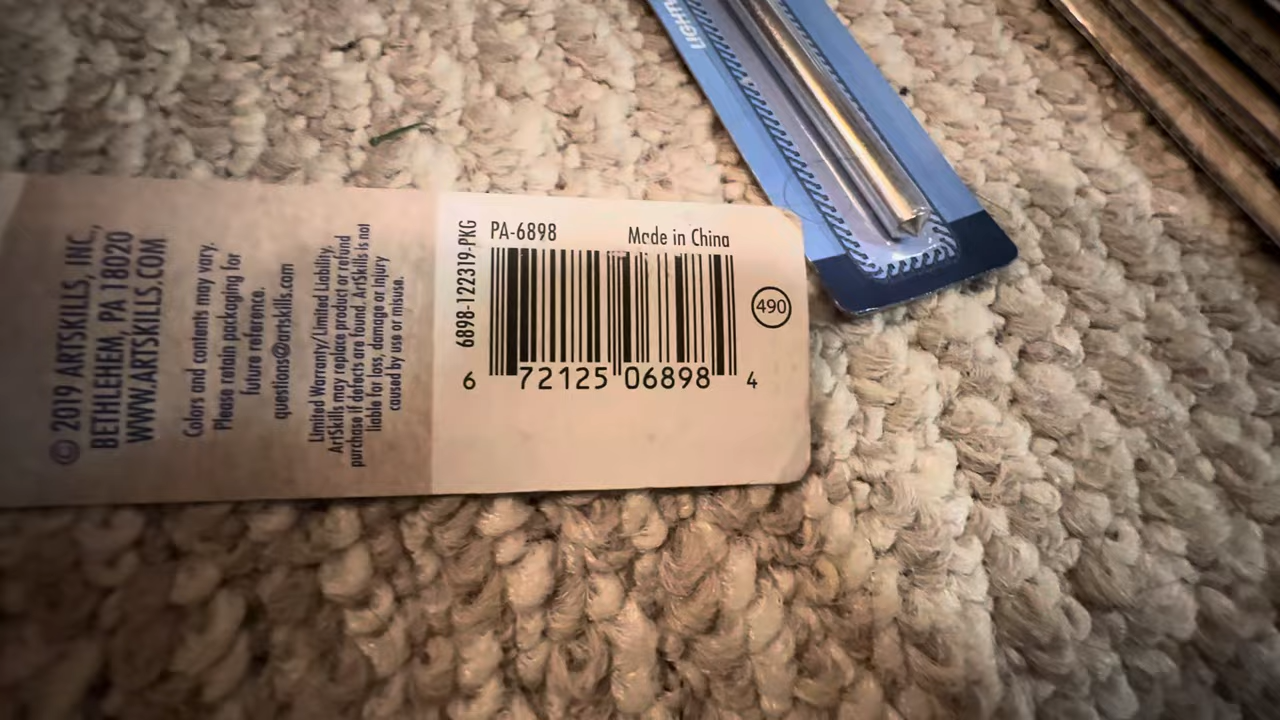 © 2019 ARTSKILLS, INC.,
BETHLEHEM, PA 18020
WWW.ARTSKILLS.COM
Colors and contents may vary.
Please retain packaging for
future reference.
questions@artskills.com
Limited Warranty/Limited Liability.
ArtSkills may replace product or refund
purchase if defects are found. ArtSkills is not
liable for loss, damage or injury
caused by use or misuse.
6898-122319-PKG
PA-6898 Made in China
490
6 72125 06898 4